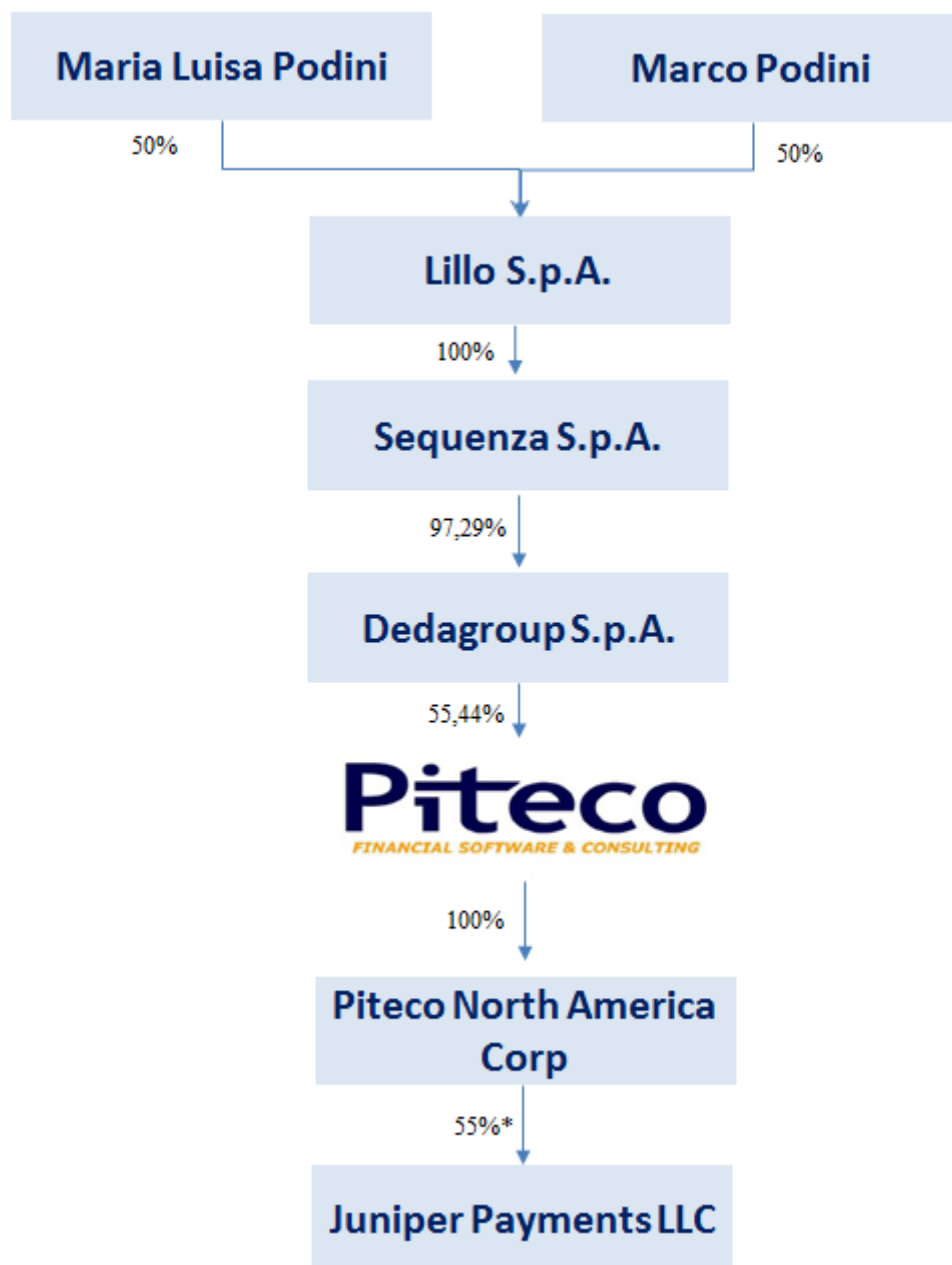 Maria Luisa Podini
Marco Podini
50%
50%
Lillo S.p.A.
100%
Sequenza S.p.A.
97,29%
Dedagroup S.p.A.
55,44%
Piteco
FINANCIAL SOFTWARE & CONSULTING
100%
Piteco North America
Corp
55%*
Juniper Payments LLC